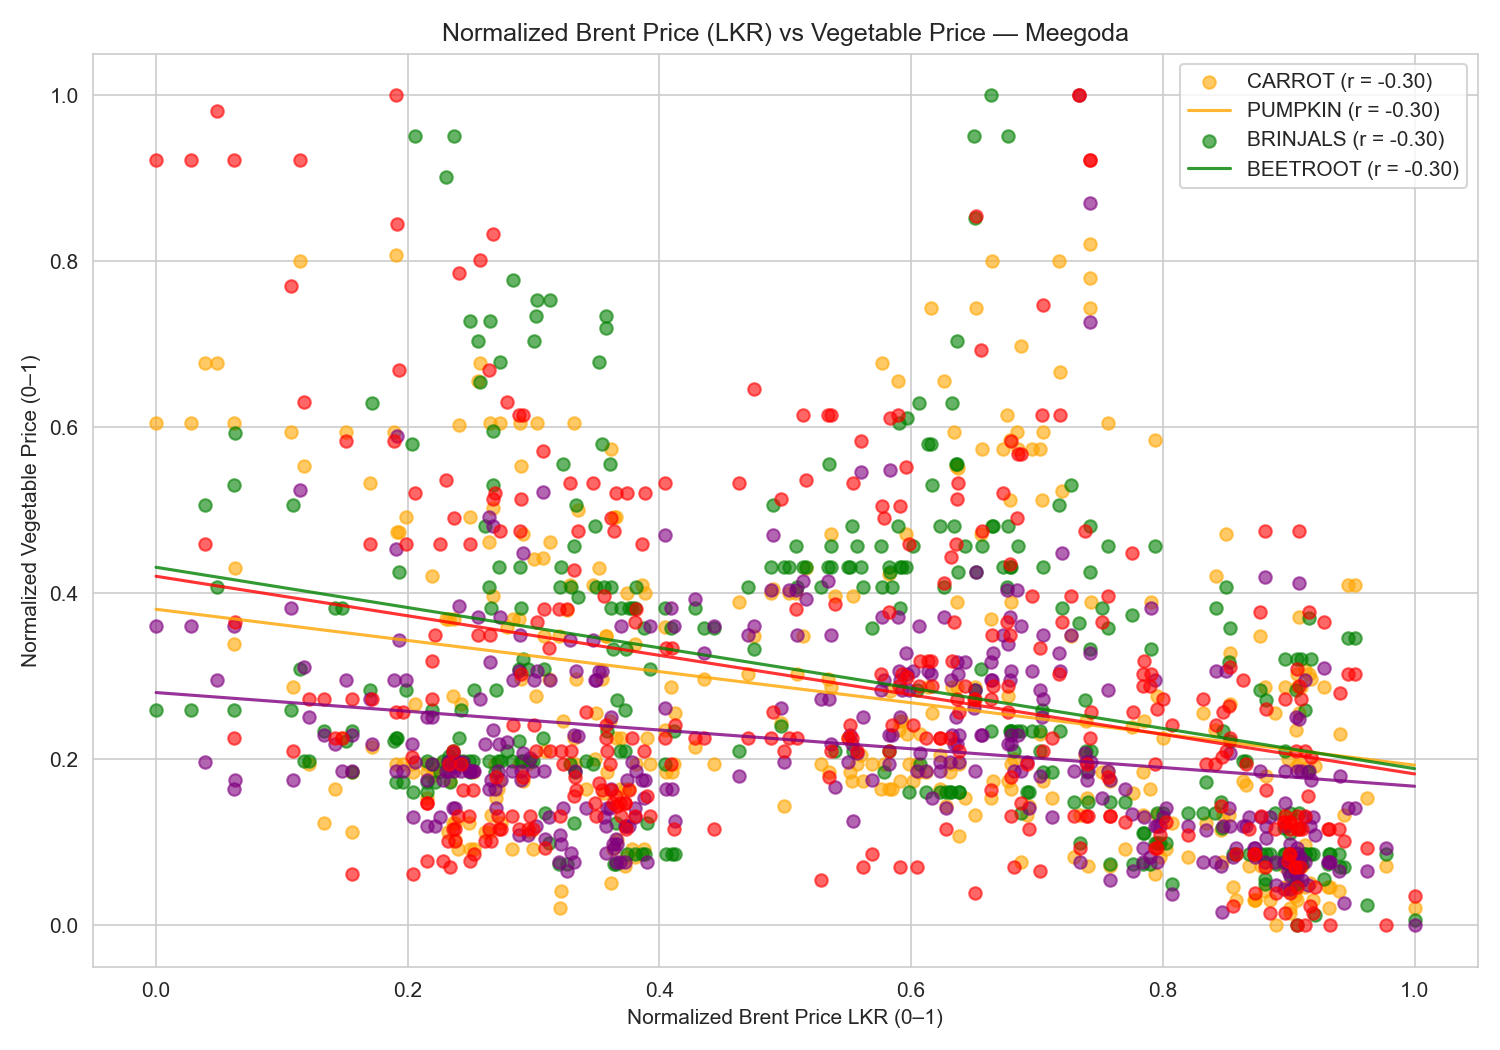 Normalized Brent Price (LKR) vs Vegetable Price — Meegoda
CARROT (r = -0.30)
PUMPKIN (r = -0.30)
BRINJALS (r = -0.30)
BEETROOT (r = -0.30)
1.0
0.8
0.6
0.4
0.2
0.0
Normalized Vegetable Price (0–1)
0.0 0.2 0.4 0.6 0.8 1.0
Normalized Brent Price LKR (0–1)